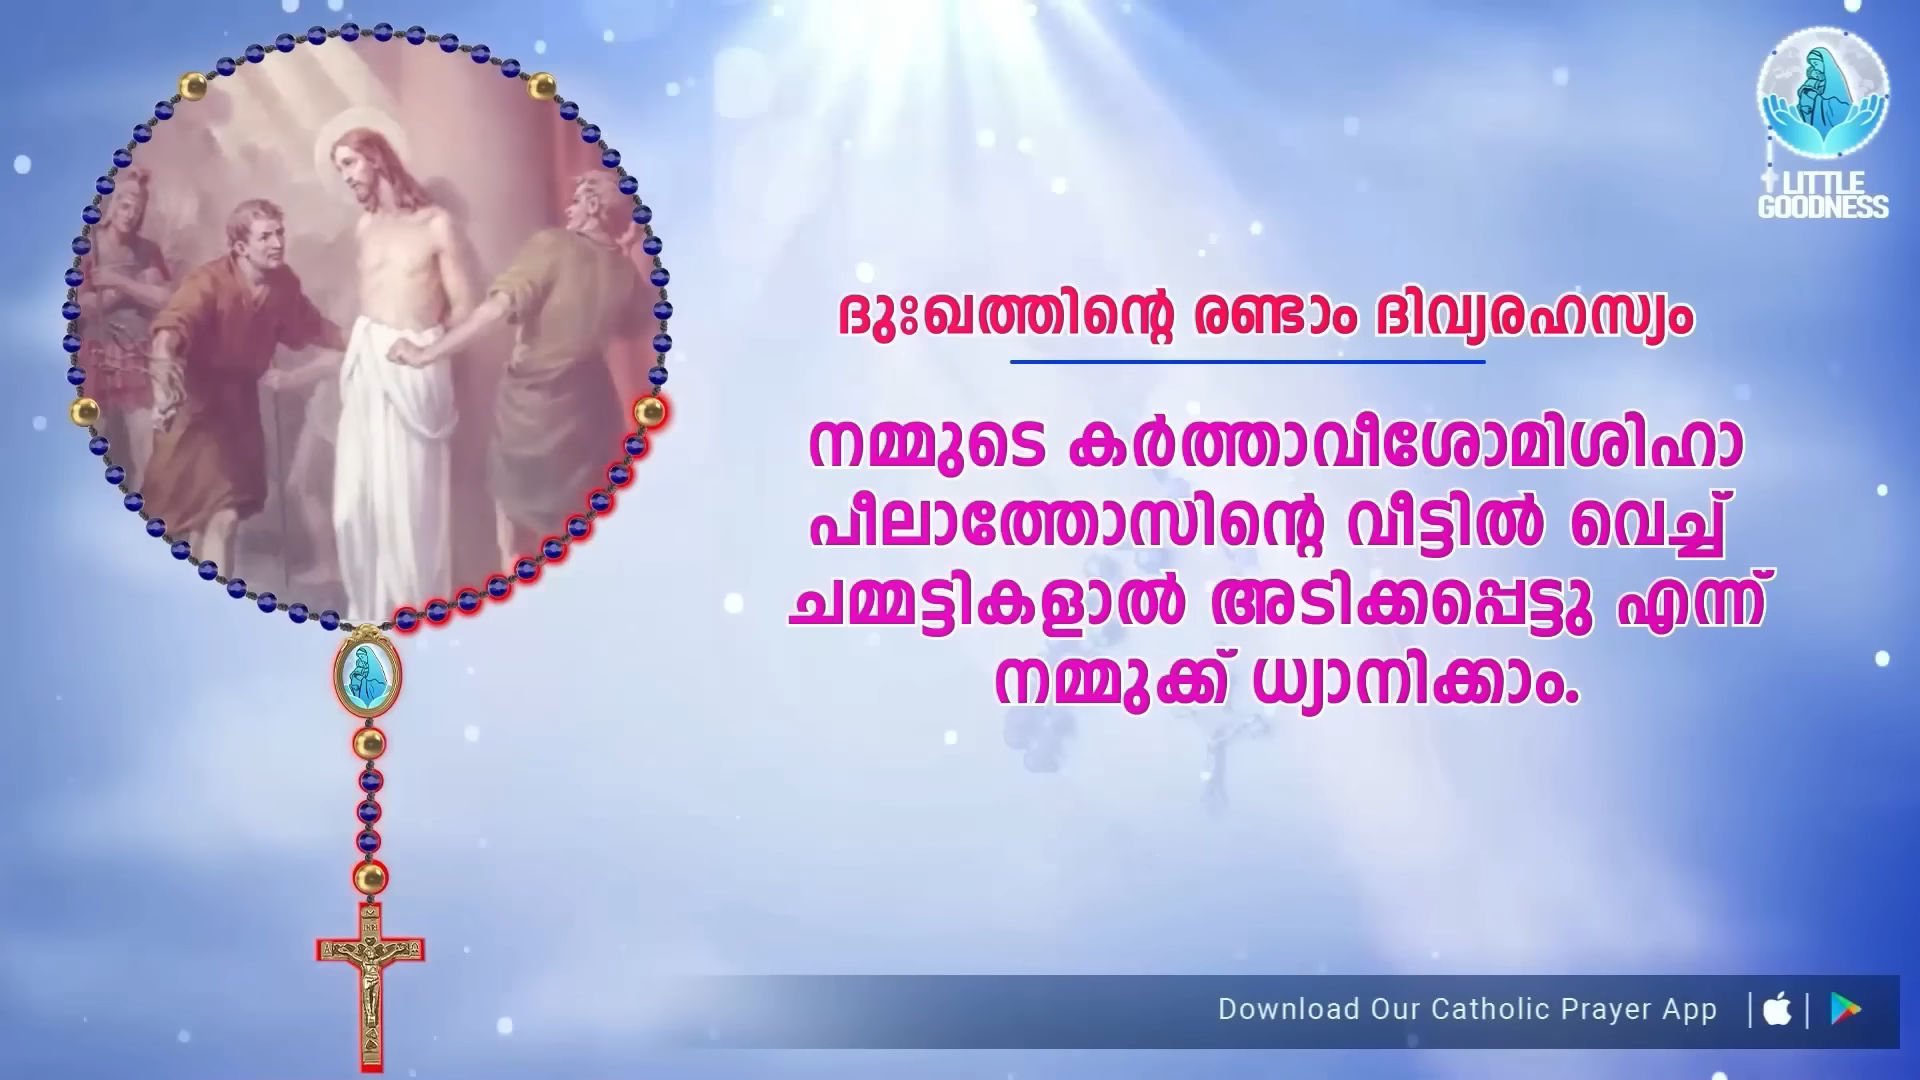 LITTLE
GOODNESS
ദുഃഖത്തിന്റെ രണ്ടാം ദിവ്യരഹസ്യം
നമ്മുടെ കർത്താവീശോമിശിഹാ
പീലാത്തോസിന്റെ വീട്ടിൽ വെച്ച്
ചമ്മട്ടികളാൽ അടിക്കപ്പെട്ടു എന്ന്
നമ്മുക്ക് ധ്യാനിക്കാം.
INRI
Α Ω
Download Our Catholic Prayer App